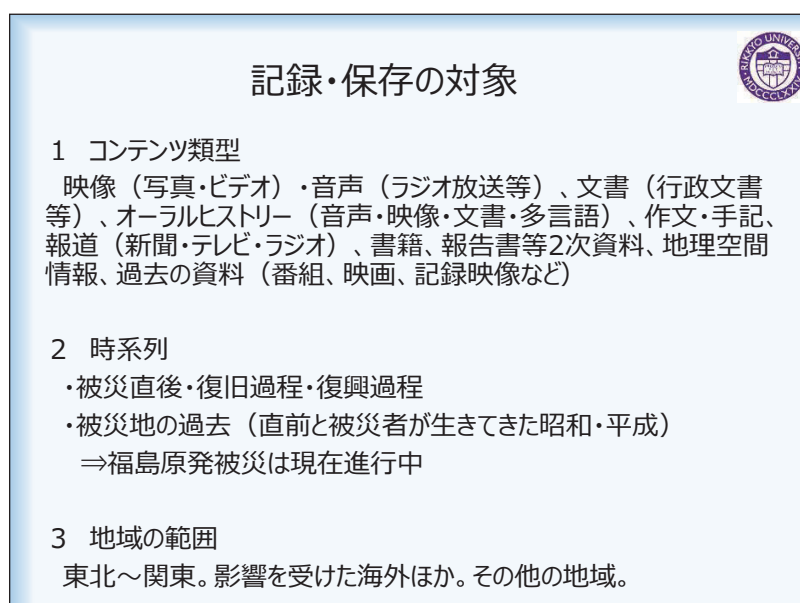 記録・保存の対象
RIKKYO UNIVERSITY
MDCCCLXXIV
1 コンテンツ類型
映像（写真・ビデオ）・音声（ラジオ放送等）、文書（行政文書
等）、オーラルヒストリー（音声・映像・文書・多言語）、作文・手記、
報道（新聞・テレビ・ラジオ）、書籍、報告書等2次資料、地理空間
情報、過去の資料（番組、映画、記録映像など）
2 時系列
・被災直後・復旧過程・復興過程
・被災地の過去（直前と被災者が生きてきた昭和・平成）
⇒福島原発被災は現在進行中
3 地域の範囲
東北～関東。影響を受けた海外ほか。その他の地域。